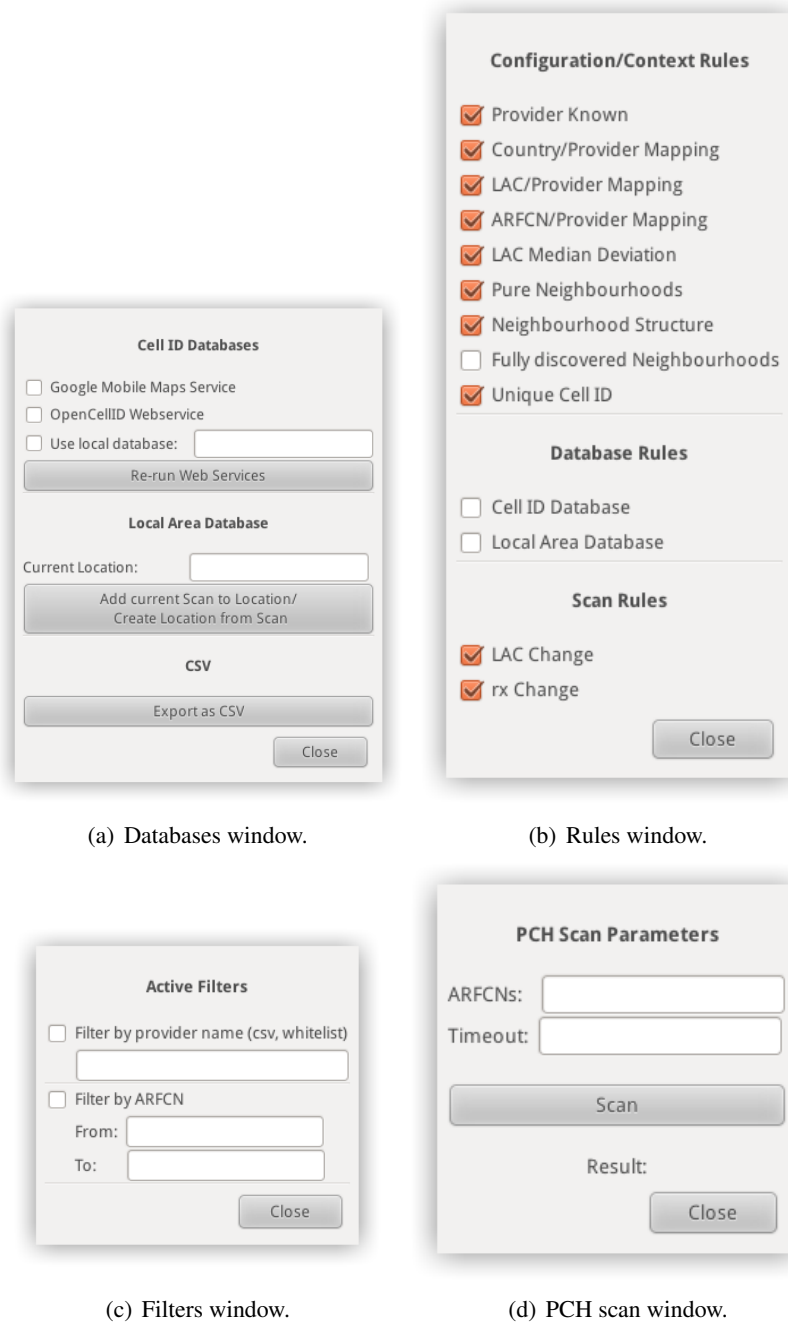 Cell ID Databases
Google Mobile Maps Service
OpenCellID Webservice
Use local database:
Re-run Web Services
Local Area Database
Current Location:
Add current Scan to Location/
Create Location from Scan
CSV
Export as CSV
Close
(a) Databases window.
Configuration/Context Rules
Provider Known
Country/Provider Mapping
LAC/Provider Mapping
ARFCN/Provider Mapping
LAC Median Deviation
Pure Neighbourhoods
Neighbourhood Structure
Fully discovered Neighbourhoods
Unique Cell ID
Database Rules
Cell ID Database
Local Area Database
Scan Rules
LAC Change
rx Change
Close
(b) Rules window.
Active Filters
Filter by provider name (csv, whitelist)
Filter by ARFCN
From:
To:
Close
(c) Filters window.
PCH Scan Parameters
ARFCNs:
Timeout:
Scan
Result:
Close
(d) PCH scan window.